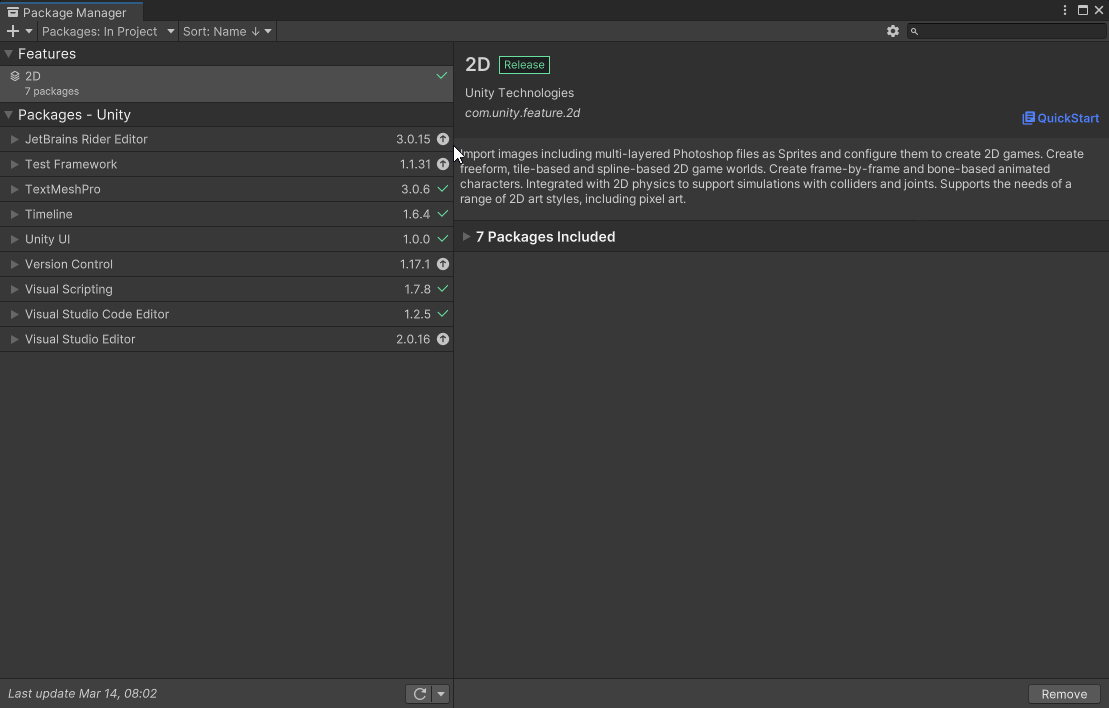 Package Manager
Packages: In Project
Sort: Name ↓
Features
2D
7 packages
Packages - Unity
JetBrains Rider Editor 3.0.15
Test Framework 1.1.31
TextMeshPro 3.0.6
Timeline 1.6.4
Unity UI 1.0.0
Version Control 1.17.1
Visual Scripting 1.7.8
Visual Studio Code Editor 1.2.5
Visual Studio Editor 2.0.16
Last update Mar 14, 08:02
2D Release
Unity Technologies
com.unity.feature.2d
QuickStart
Import images including multi-layered Photoshop files as Sprites and configure them to create 2D games. Create
freeform, tile-based and spline-based 2D game worlds. Create frame-by-frame and bone-based animated
characters. Integrated with 2D physics to support simulations with colliders and joints. Supports the needs of a
range of 2D art styles, including pixel art.
7 Packages Included
Remove